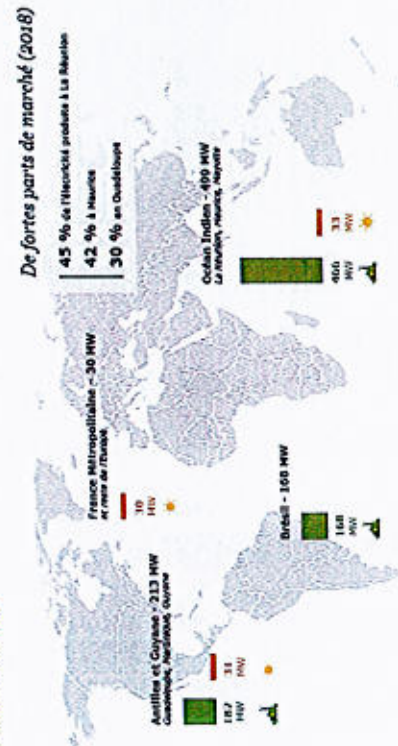 De fortes parts de marché (2018)
45 % de l'électricité produite à La Réunion
42 % à Maurice
30 % en Guadeloupe
France Métropolitaine - 30 MW
et reste de l'Europe
30
MW
Antilles et Guyane - 213 MW
Guadeloupe, Martinique, Guyane
182
MW
31
MW
Brésil - 168 MW
168
MW
Océan Indien - 400 MW
La Réunion, Maurice, Mayotte
400
MW
33
MW